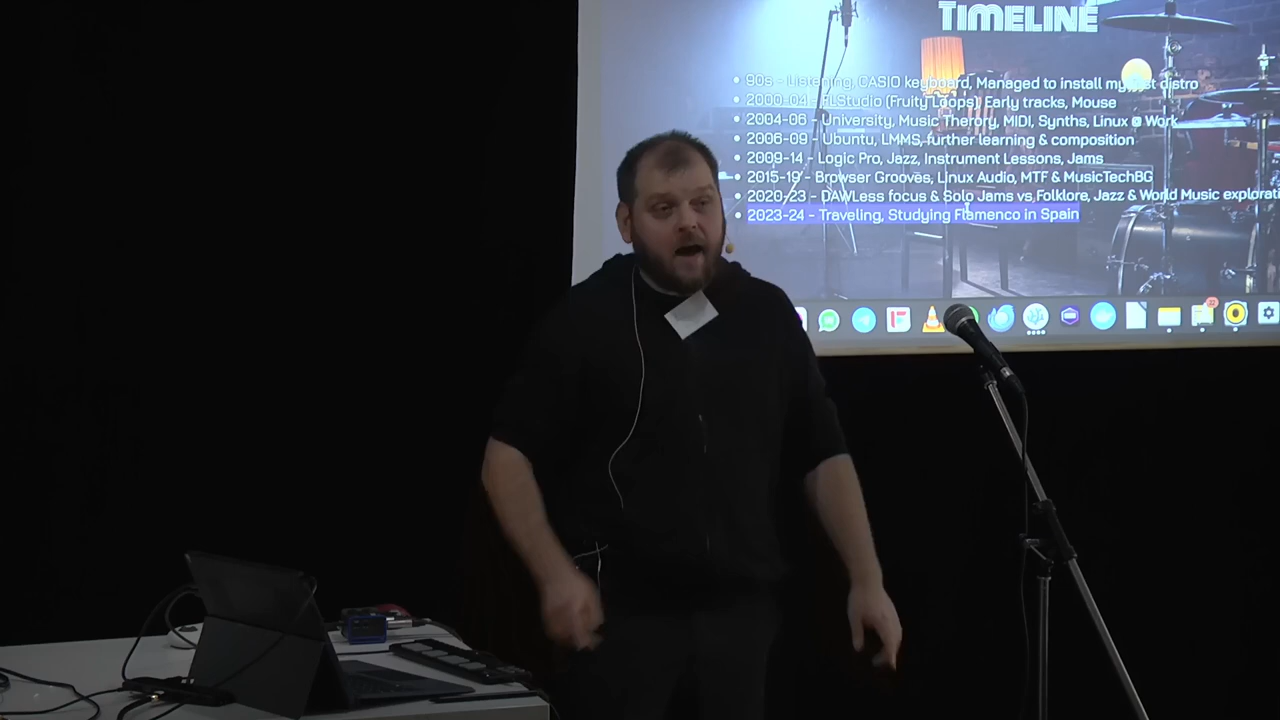 TIMELINE
• 90s - Listening, CASIO keyboard, Managed to install my first distro
• 2000-04 - FLStudio (Fruity Loops) Early tracks, Mouse
• 2004-06 - University, Music Therory, MIDI, Synths, Linux @ Work
• 2006-09 - Ubuntu, LMMS, further learning & composition
• 2009-14 - Logic Pro, Jazz, Instrument Lessons, Jams
• 2015-19 - Browser Grooves, Linux Audio, MTF & MusicTechBG
• 2020-23 - DAWLess focus & Solo Jams vs Folklore, Jazz & World Music explorati
• 2023-24 - Traveling, Studying Flamenco in Spain